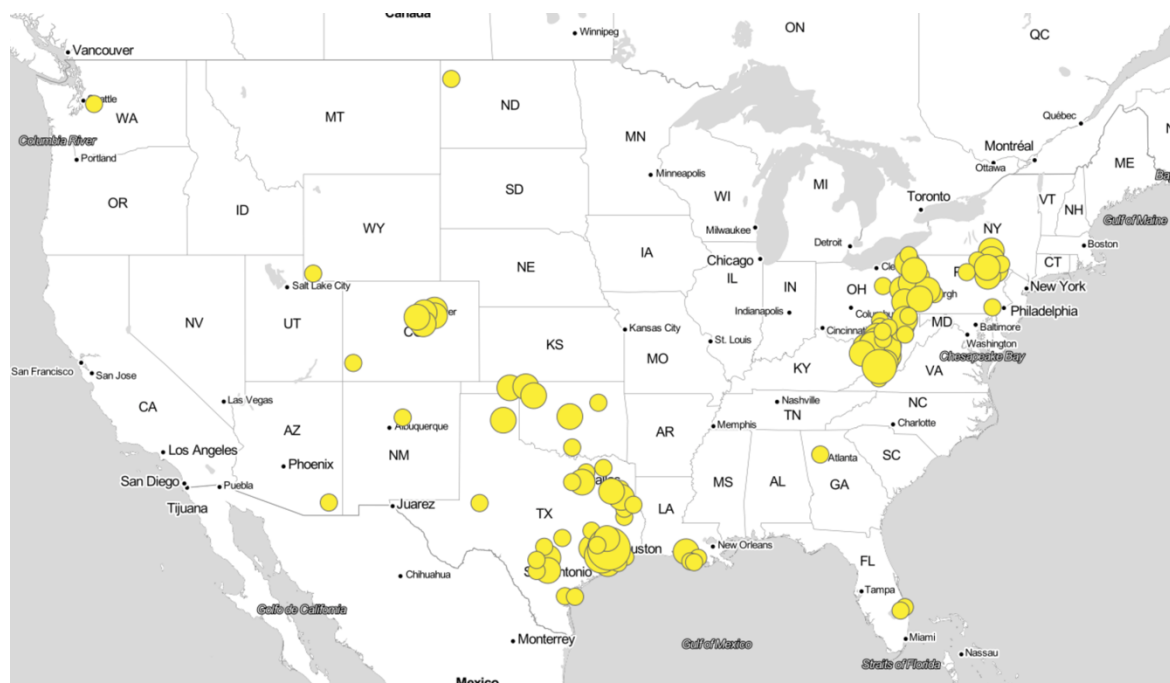 Canada
Winnipeg
ON
QC
Vancouver
Seattle
WA
MT
ND
Québec
Columbia River
MN
Montréal
Ottawa
ME
Portland
Minneapolis
OR
ID
SD
WI
MI
Toronto
VT
NH
Gulf of Maine
WY
NY
Milwaukee
Detroit
Boston
IA
Chicago
CT
NE
IL
IN
OH
New York
Salt Lake City
Indianapolis
Philadelphia
NV
UT
MD
Baltimore
Kansas City
Cincinnati
Washington
KS
St. Louis
Chesapeake Bay
San Francisco
San Jose
MO
KY
VA
CA
Las Vegas
Nashville
NC
Albuquerque
TN
Charlotte
AZ
AR
Memphis
Los Angeles
NM
Atlanta
SC
Phoenix
San Diego
Puebla
MS
AL
GA
Tijuana
Juarez
LA
TX
New Orleans
FL
Chihuahua
Tampa
Golfo de California
Monterrey
Gulf of Mexico
Miami
Nassau
Straits of Florida
Mexico